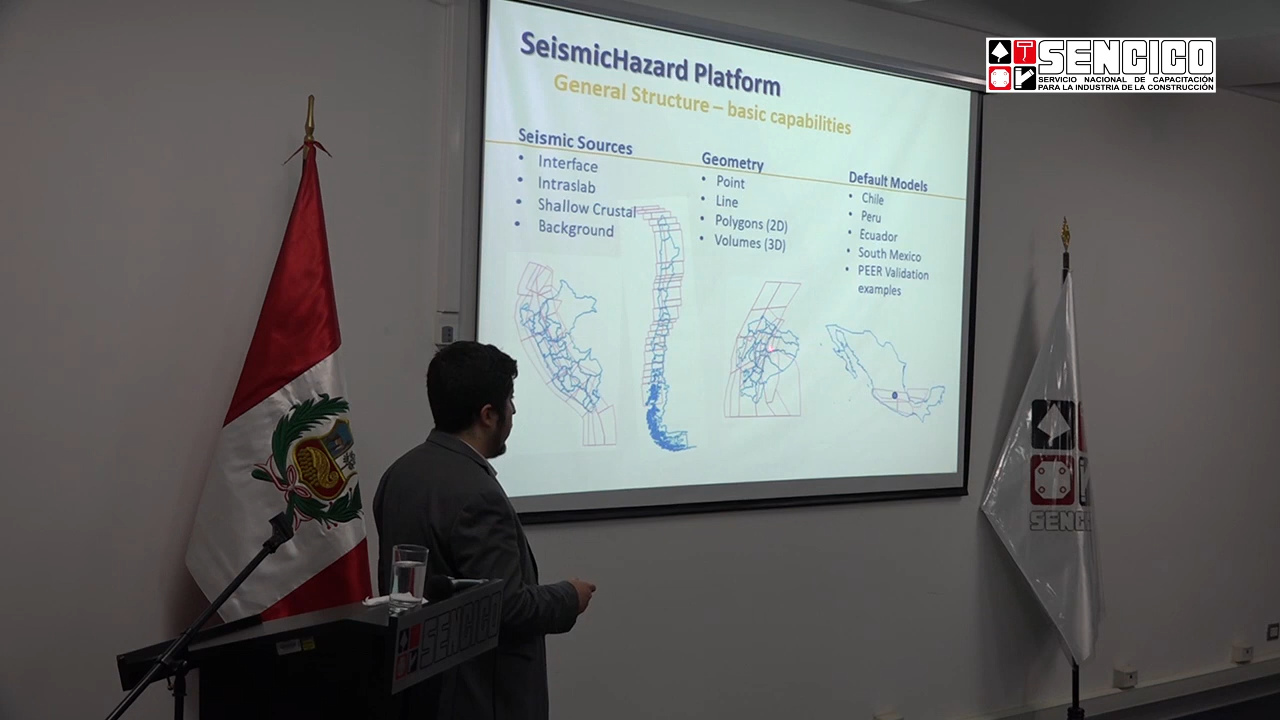 SENCICO
SERVICIO NACIONAL DE CAPACITACIÓN
PARA LA INDUSTRIA DE LA CONSTRUCCIÓN
SeismicHazard Platform
General Structure – basic capabilities
Seismic Sources
• Interface
• Intraslab
• Shallow Crustal
• Background
Geometry
• Point
• Line
• Polygons (2D)
• Volumes (3D)
Default Models
• Chile
• Peru
• Ecuador
• South Mexico
• PEER Validation
examples
SENCICO
SENCIC